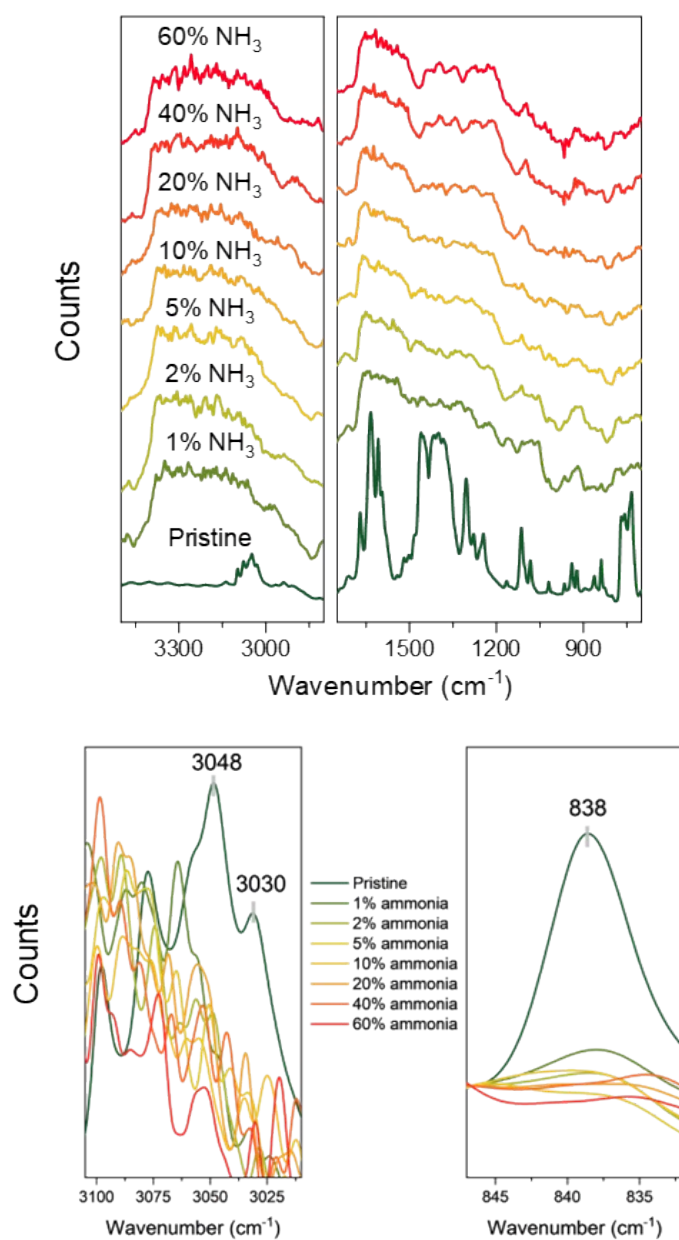 60% NH₃
40% NH₃
20% NH₃
10% NH₃
5% NH₃
2% NH₃
1% NH₃
Pristine
Counts
3300 3000 1500 1200 900
Wavenumber (cm⁻¹)
3048
3030
838
Pristine
1% ammonia
2% ammonia
5% ammonia
10% ammonia
20% ammonia
40% ammonia
60% ammonia
Counts
3100 3075 3050 3025 845 840 835
Wavenumber (cm⁻¹) Wavenumber (cm⁻¹)